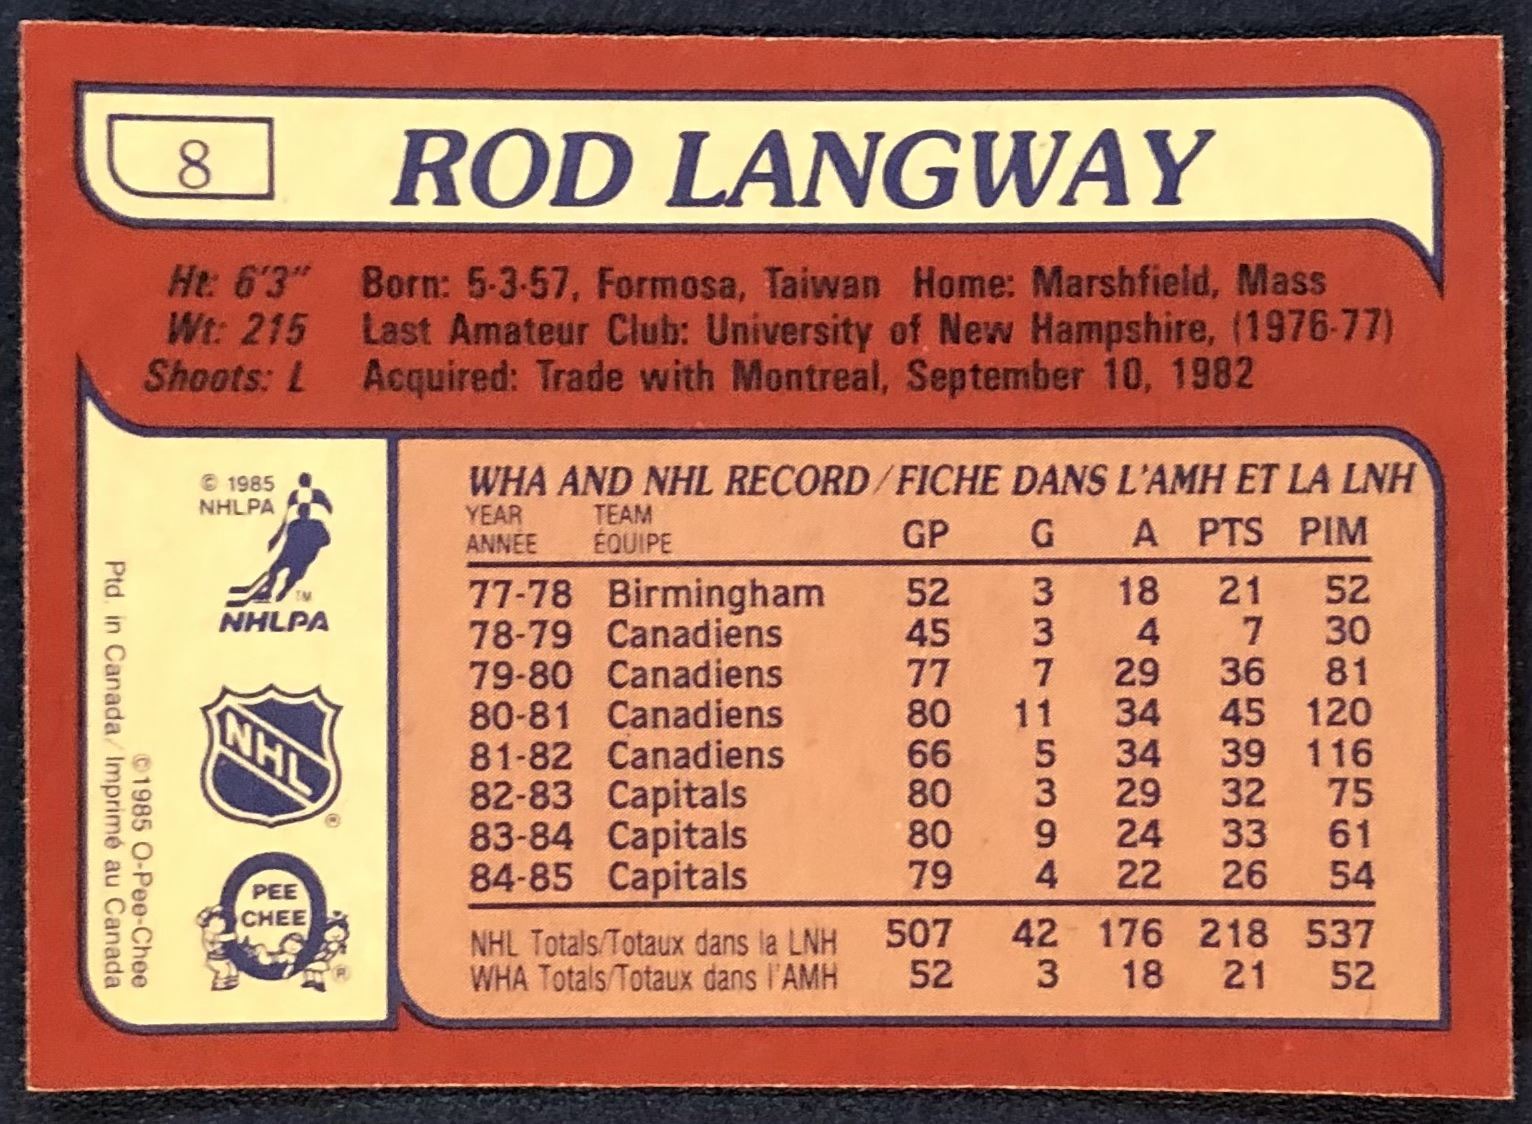 8 ROD LANGWAY
Ht: 6'3" Born: 5-3-57, Formosa, Taiwan Home: Marshfield, Mass
Wt: 215 Last Amateur Club: University of New Hampshire, (1976-77)
Shoots: L Acquired: Trade with Montreal, September 10, 1982
© 1985
NHLPA
TM
NHLPA
NHL
®
PEE
CHEE
®
©1985 O-Pee-Chee
Ptd. in Canada/Imprimé au Canada
WHA AND NHL RECORD/FICHE DANS L'AMH ET LA LNH
YEAR TEAM
ANNÉE ÉQUIPE GP G A PTS PIM
77-78 Birmingham 52 3 18 21 52
78-79 Canadiens 45 3 4 7 30
79-80 Canadiens 77 7 29 36 81
80-81 Canadiens 80 11 34 45 120
81-82 Canadiens 66 5 34 39 116
82-83 Capitals 80 3 29 32 75
83-84 Capitals 80 9 24 33 61
84-85 Capitals 79 4 22 26 54
NHL Totals/Totaux dans la LNH 507 42 176 218 537
WHA Totals/Totaux dans l'AMH 52 3 18 21 52